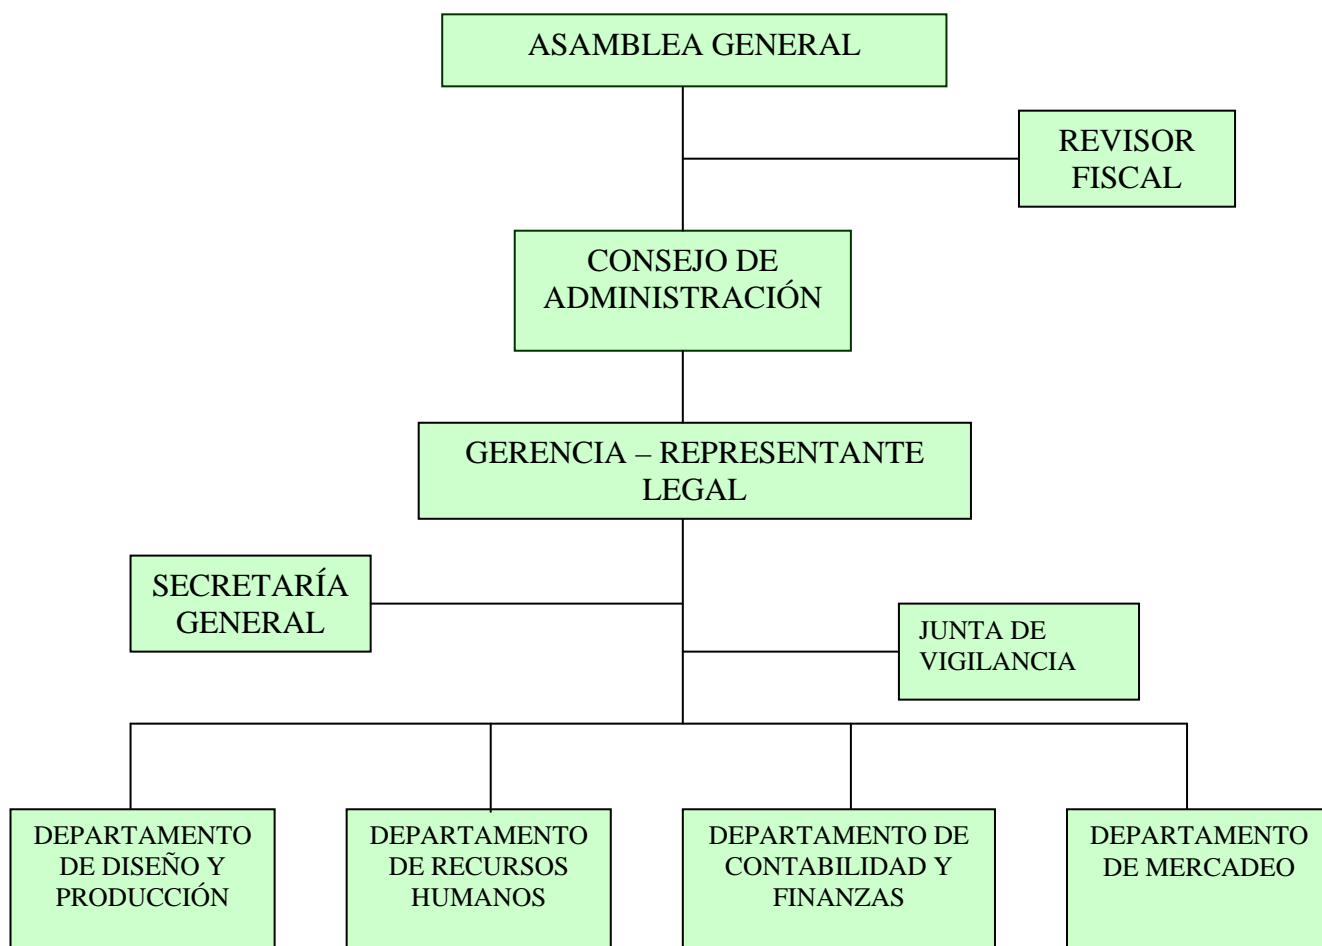 ASAMBLEA GENERAL
REVISOR
FISCAL
CONSEJO DE
ADMINISTRACIÓN
GERENCIA – REPRESENTANTE
LEGAL
SECRETARÍA
GENERAL
JUNTA DE
VIGILANCIA
DEPARTAMENTO
DE DISEÑO Y
PRODUCCIÓN
DEPARTAMENTO
DE RECURSOS
HUMANOS
DEPARTAMENTO DE
CONTABILIDAD Y
FINANZAS
DEPARTAMENTO
DE MERCADEO